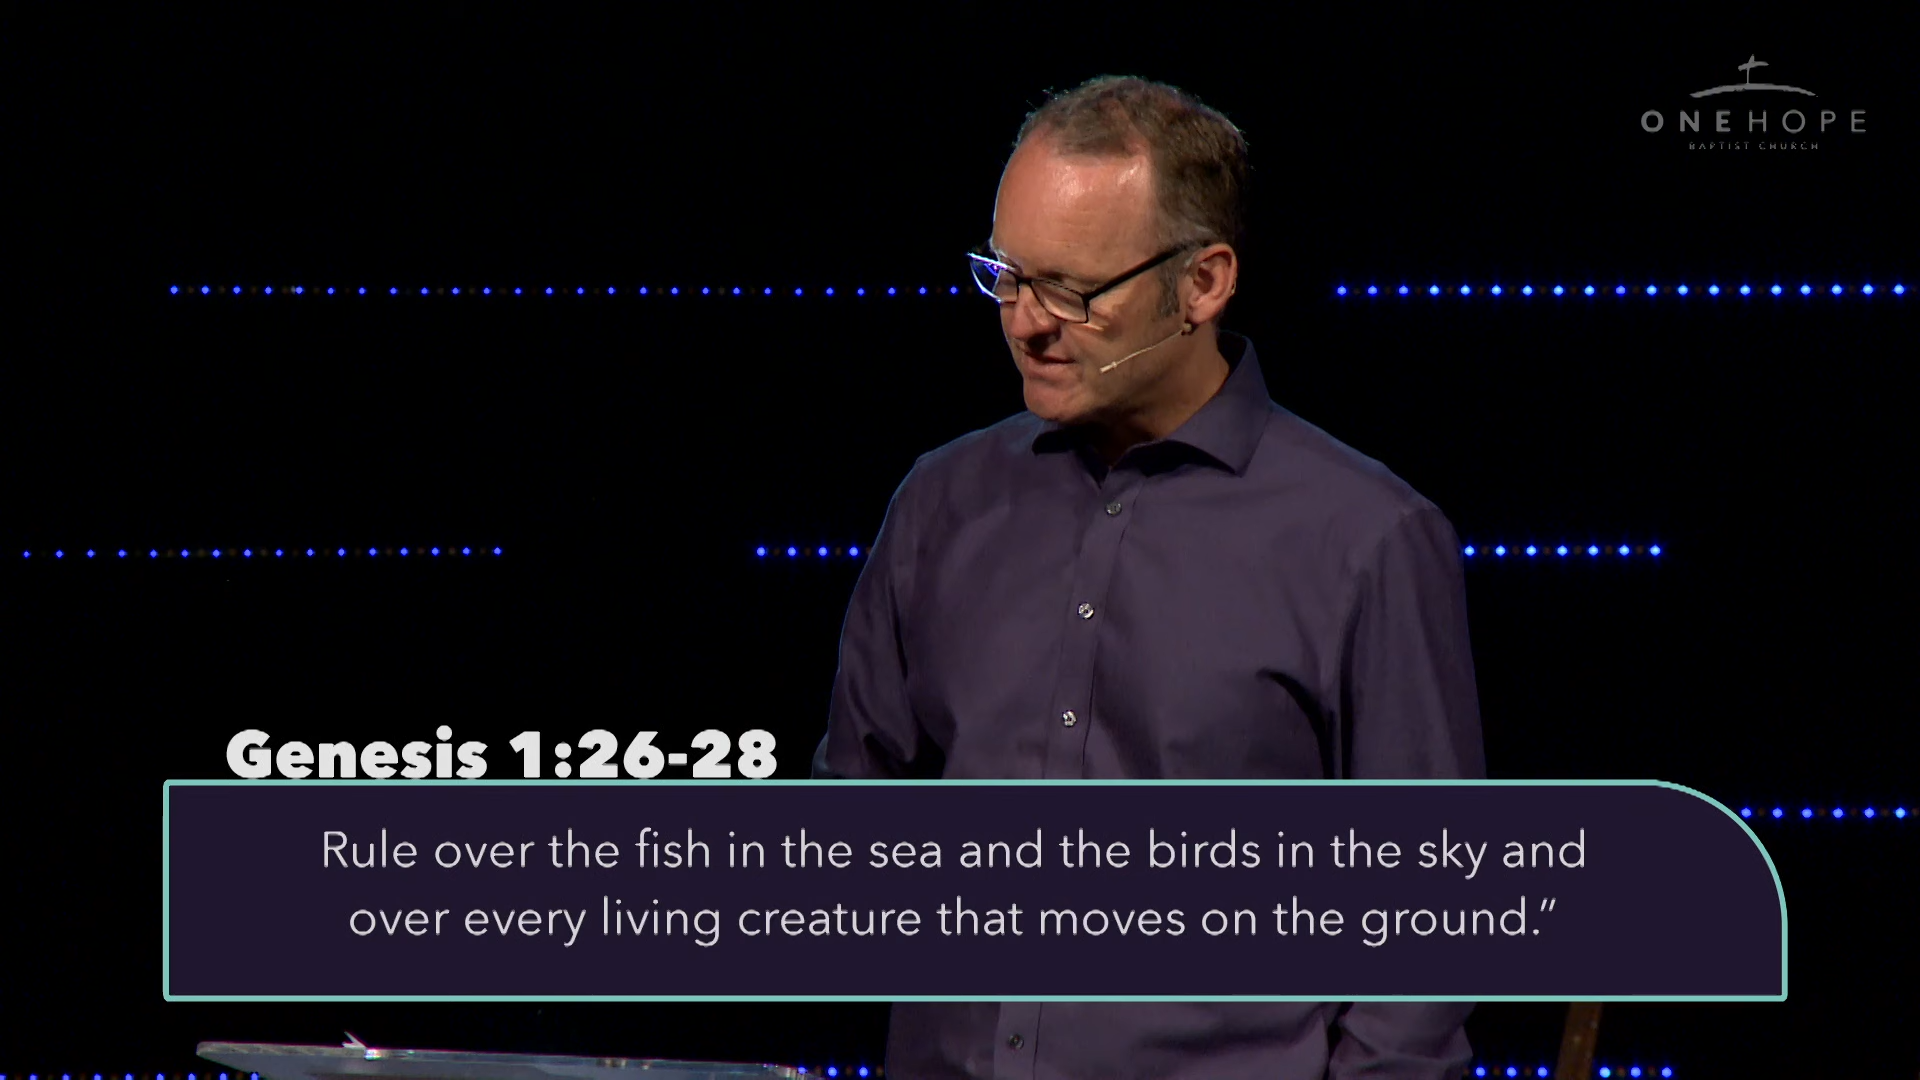 ONEHOPE
BAPTIST CHURCH
Genesis 1:26-28
Rule over the fish in the sea and the birds in the sky and
over every living creature that moves on the ground.”